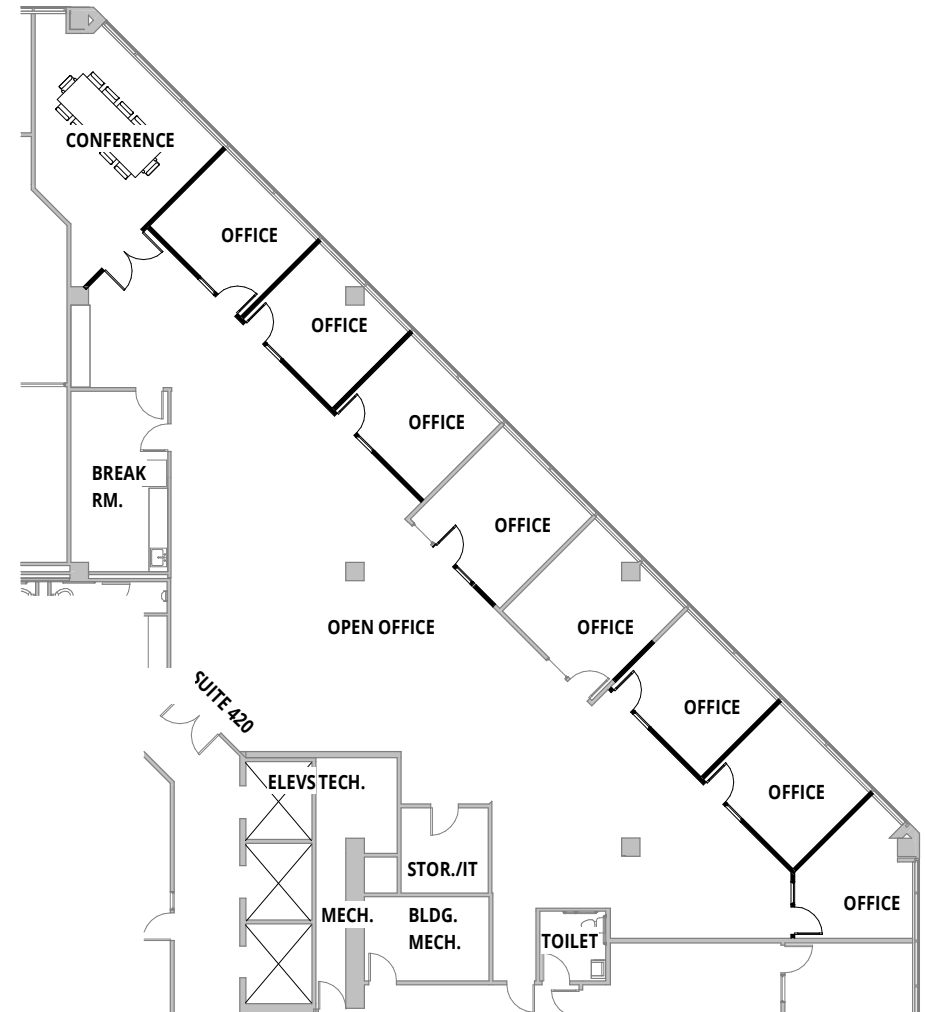 CONFERENCE
OFFICE
OFFICE
OFFICE
BREAK
RM.
OFFICE
OPEN OFFICE
OFFICE
SUITE 420
OFFICE
ELEVS
TECH.
OFFICE
STOR./IT
OFFICE
MECH.
BLDG.
MECH.
TOILET